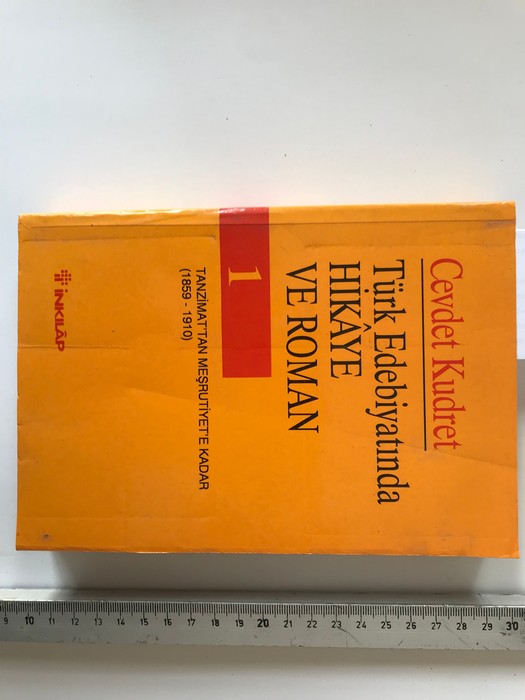 Cevdet Kudret
Türk Edebiyatında
HİKÂYE
VE ROMAN
1
TANZİMAT'TAN MEŞRUTİYET'E KADAR
(1859 - 1910)
İNKILÂP
9 10 11 12 13 14 15 16 17 18 19 20 21 22 23 24 25 26 27 28 29 30